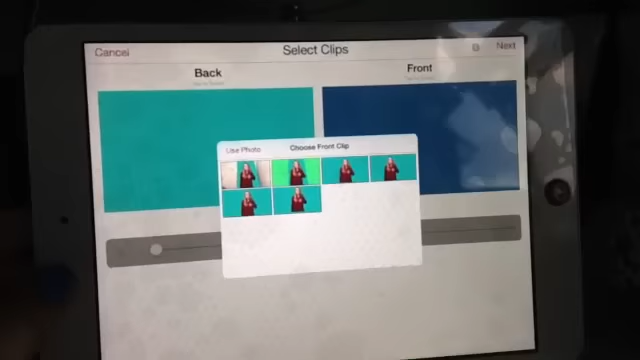 Cancel
Select Clips
Next
Back
Front
Use Photo
Choose Front Clip